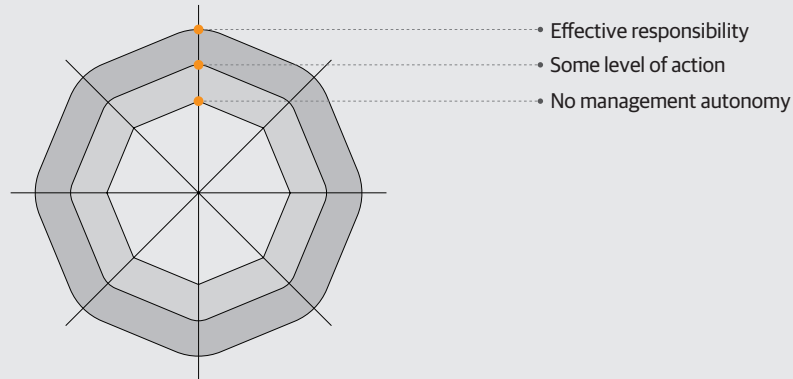 Effective responsibility
Some level of action
No management autonomy